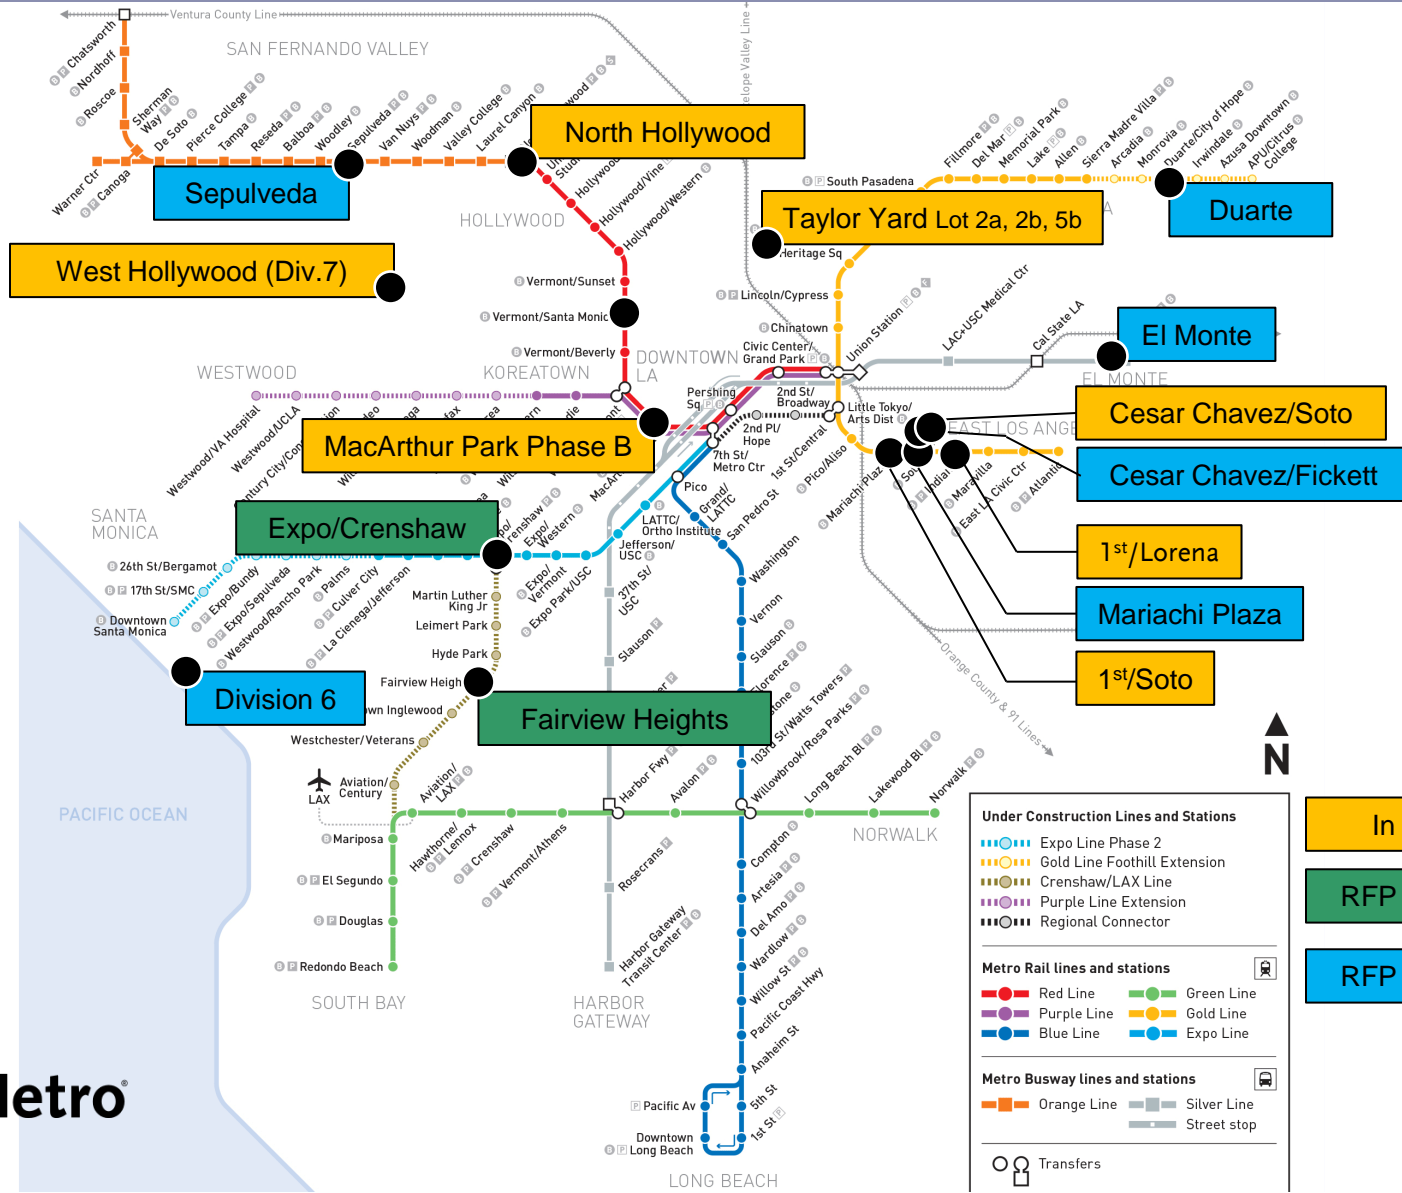 Ventura County Line
SAN FERNANDO VALLEY
Chatsworth
Nordhoff
Roscoe
Sherman
Way
De Soto
Pierce College
Tampa
Reseda
Balboa
Woodley
Sepulveda
Van Nuys
Woodman
Valley College
Laurel Canyon
Warner Ctr
Canoga
North Hollywood
Sepulveda
HOLLYWOOD
Hollywood/Vine
Hollywood/Western
Vermont/Sunset
Vermont/Santa Monic
Vermont/Beverly
West Hollywood (Div.7)
Fillmore
Del Mar
Memorial Park
Lake
Allen
Sierra Madre Villa
Arcadia
Monrovia
Duarte/City of Hope
Irwindale
Azusa Downtown
APU/Citrus
College
South Pasadena
Taylor Yard Lot 2a, 2b, 5b
Duarte
Heritage Sq
Lincoln/Cypress
Chinatown
Union Station
LAC+USC Medical Ctr
Cal State LA
El Monte
EL MONTE
Civic Center/
Grand Park
DOWNTOWN
LA
WESTWOOD
KOREATOWN
Westwood/VA Hospital
Westwood/UCLA
MacArthur Park Phase B
Pershing
Sq
2nd St/
Broadway
2nd Pl/
Hope
7th St/
Metro Ctr
1st St/Central
Little Tokyo/
Arts Dist
Pico/Aliso
Mariachi Plaz
EAST LOS ANGE
Cesar Chavez/Soto
Cesar Chavez/Fickett
1st/Lorena
Mariachi Plaza
1st/Soto
Maravilla
East LA Civic Ctr
Atlantic
Pico
Grand/
LATTC
San Pedro St
LATTC/
Ortho Institute
Jefferson/
USC
37th St/
USC
Washington
Vernon
Slauson
Slauson
Expo/Crenshaw
SANTA
MONICA
26th St/Bergamot
17th St/SMC
Downtown
Santa Monica
Expo/Bundy
Expo/Sepulveda
Westwood/Rancho Park
Palms
Culver City
La Cienega/Jefferson
Expo/
Western
Expo/
Vermont
Expo Park/USC
Martin Luther
King Jr
Leimert Park
Hyde Park
Fairview Heigh
Division 6
Fairview Heights
Westchester/Veterans
Aviation/
Century
LAX
Aviation/
LAX
103rd St/Watts Towers
Willowbrook/Rosa Parks
Harbor Fwy
Avalon
Long Beach Bl
Lakewood Bl
Norwalk
NORWALK
Orange County & 91 Lines
N
PACIFIC OCEAN
Mariposa
El Segundo
Douglas
Redondo Beach
SOUTH BAY
Hawthorne/
Lennox
Crenshaw
Vermont/Athens
Rosecrans
Harbor Gateway
Transit Center
HARBOR
GATEWAY
Compton
Artesia
Del Amo
Wardlow
Willow St
Pacific Coast Hwy
Anaheim St
5th St
1st St
Pacific Av
Downtown
Long Beach
LONG BEACH
Under Construction Lines and Stations
Expo Line Phase 2
Gold Line Foothill Extension
Crenshaw/LAX Line
Purple Line Extension
Regional Connector
Metro Rail lines and stations
Red Line
Green Line
Purple Line
Gold Line
Blue Line
Expo Line
Metro Busway lines and stations
Orange Line
Silver Line
Street stop
Transfers
In
RFP
RFP
etro